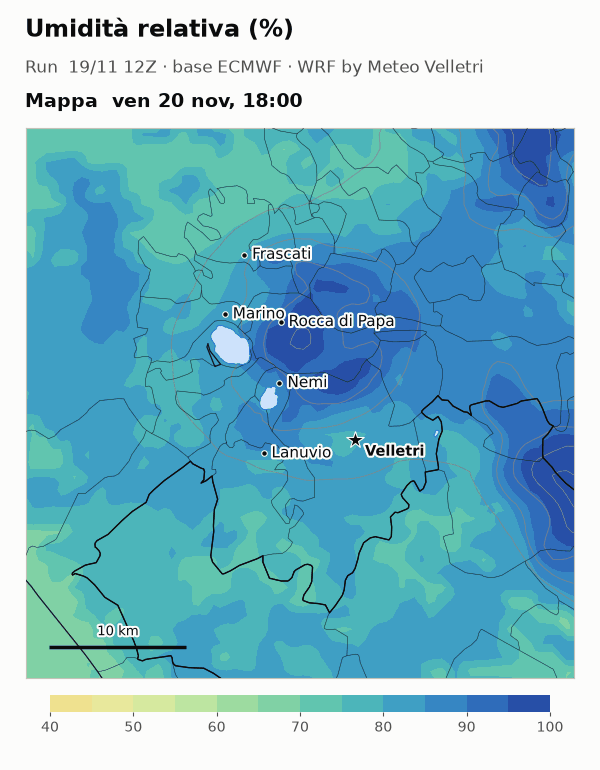 Umidità relativa (%)
Run  19/11 12Z · base ECMWF · WRF by Meteo Velletri
Mappa  ven 20 nov, 18:00
Frascati
Marino
Rocca di Papa
Nemi
Velletri
Lanuvio
10 km
40 50 60 70 80 90 100